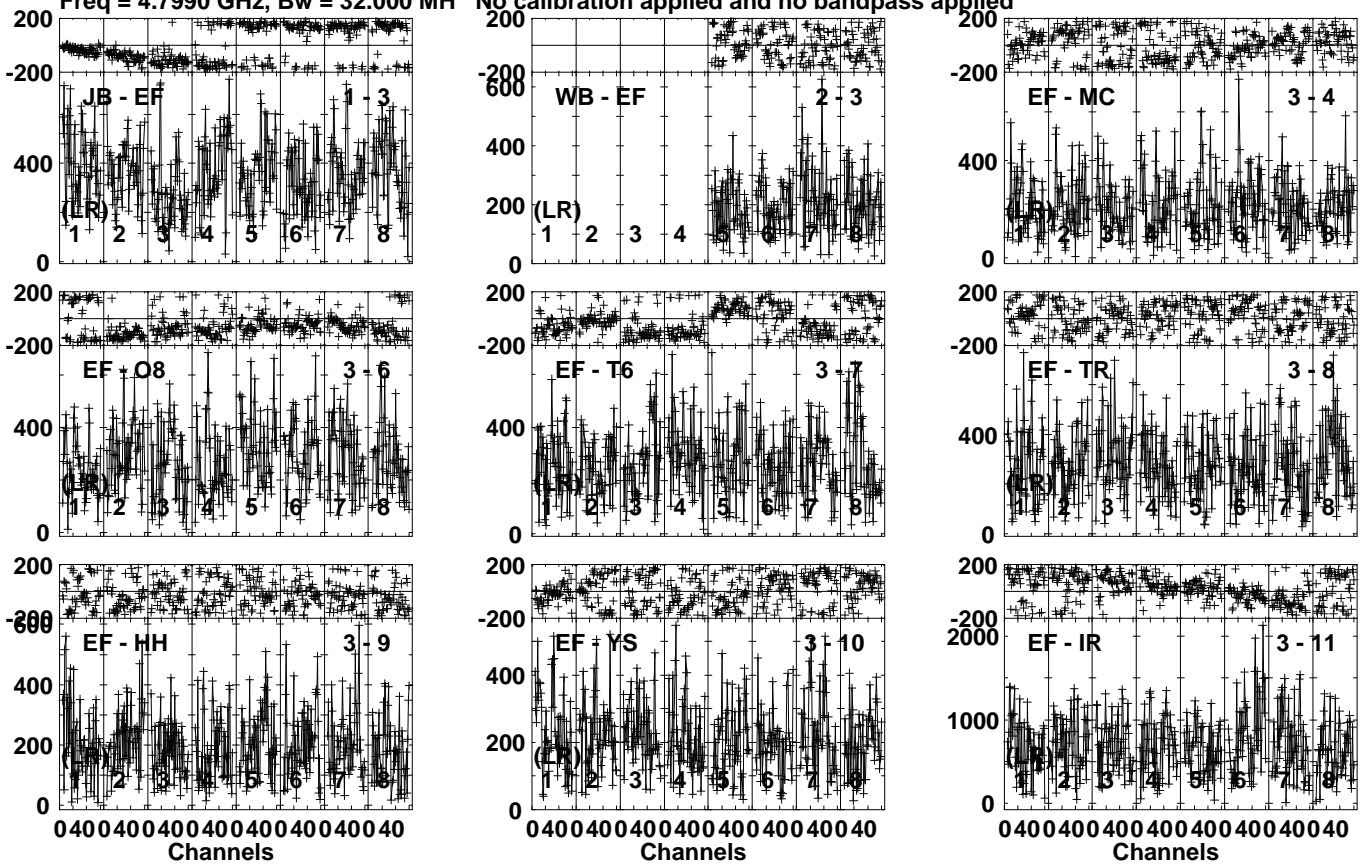 Freq = 4.7990 GHz, Bw = 32.000 MH No calibration applied and no bandpass applied
200
-200
JB - EF 1 - 3
400
(LR)
1 2 3 4 5 6 7 8
0
200
-200
600
WB - EF 2 - 3
400
200
(LR)
1 2 3 4 5 6 7 8
0
200
-200
EF - MC 3 - 4
400
(LR)
1 2 3 4 5 6 7 8
0
200
-200
EF - O8 3 - 6
400
(LR)
1 2 3 4 5 6 7 8
0
200
-200
EF - T6 3 - 7
400
(LR)
1 2 3 4 5 6 7 8
0
200
-200
EF - TR 3 - 8
400
(LR)
1 2 3 4 5 6 7 8
0
200
-200
600
EF - HH 3 - 9
400
200
(LR)
1 2 3 4 5 6 7 8
0
200
-200
EF - YS 3 - 10
400
200
(LR)
1 2 3 4 5 6 7 8
0
200
-200
2000
EF - IR 3 - 11
1000
(LR)
1 2 3 4 5 6 7 8
0
0 40 0 40 0 40 0 40 0 40 0 40 0 40 0 40
0 40 0 40 0 40 0 40 0 40 0 40 0 40 0 40
0 40 0 40 0 40 0 40 0 40 0 40 0 40 0 40
Channels Channels Channels